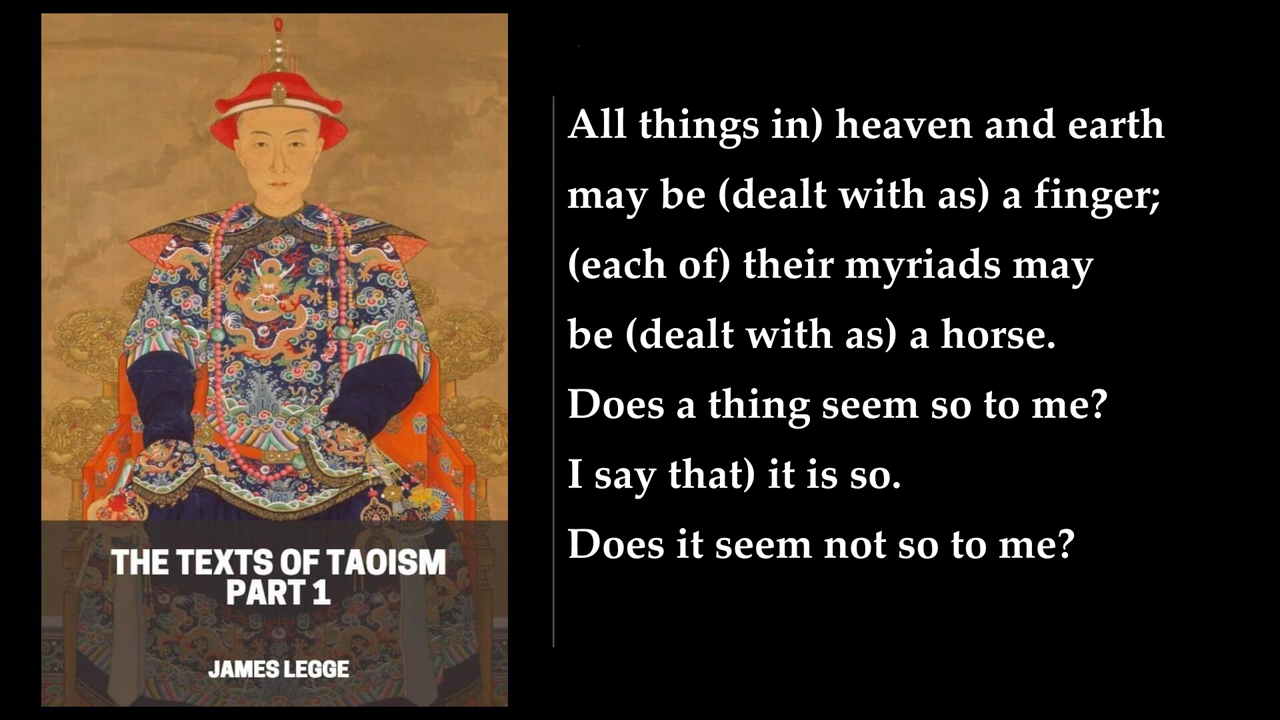 THE TEXTS OF TAOISM
PART 1
JAMES LEGGE
All things in) heaven and earth
may be (dealt with as) a finger;
(each of) their myriads may
be (dealt with as) a horse.
Does a thing seem so to me?
I say that) it is so.
Does it seem not so to me?